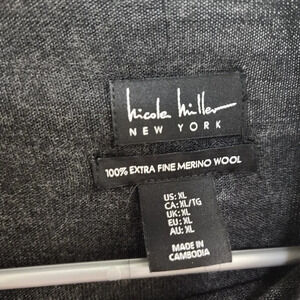 Nicole Miller
NEW YORK
100% EXTRA FINE MERINO WOOL
US: XL
CA: XL/TG
UK: XL
EU: XL
AU: XL
MADE IN
CAMBODIA